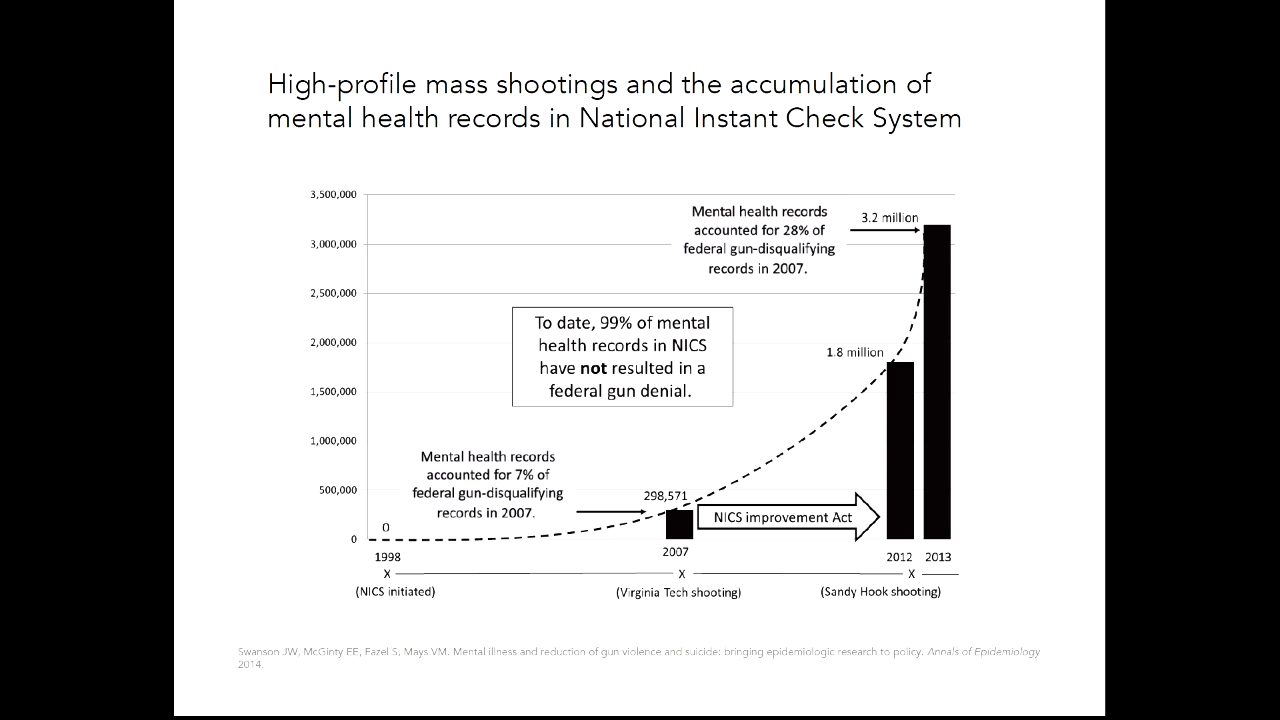 High-profile mass shootings and the accumulation of
mental health records in National Instant Check System
3,500,000
3,000,000
2,500,000
2,000,000
1,500,000
1,000,000
500,000
0
Mental health records
accounted for 28% of
federal gun-disqualifying
records in 2007.
3.2 million
To date, 99% of mental
health records in NICS
have not resulted in a
federal gun denial.
1.8 million
Mental health records
accounted for 7% of
federal gun-disqualifying
records in 2007.
298,571
NICS improvement Act
0
1998
2007
2012
2013
X
X
X
(NICS initiated)
(Virginia Tech shooting)
(Sandy Hook shooting)
Swanson JW, McGinty EE, Fazel S, Mays VM. Mental illness and reduction of gun violence and suicide: bringing epidemiologic research to policy. Annals of Epidemiology
2014.